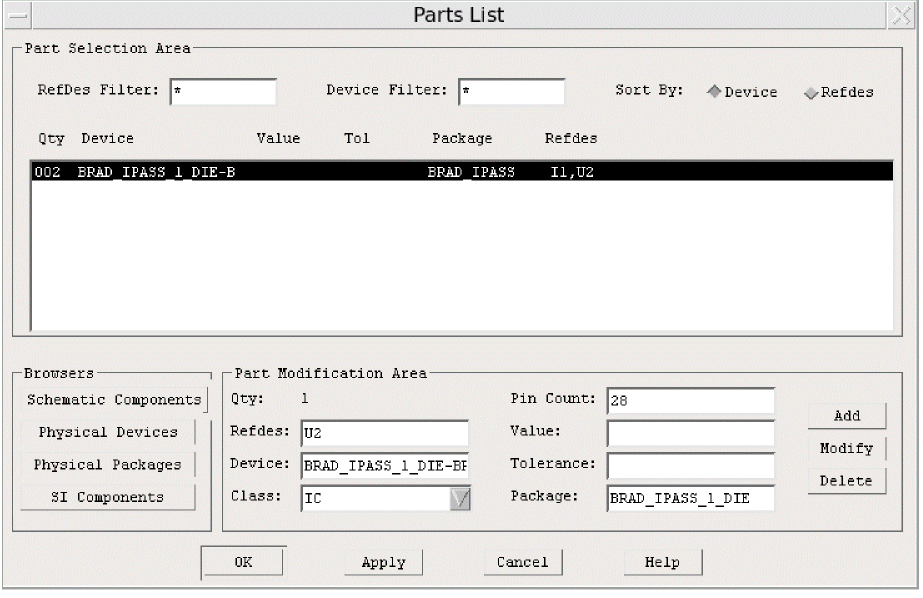 Parts List
Part Selection Area
RefDes Filter: * Device Filter: * Sort By: Device Refdes
Qty Device Value Tol Package Refdes
002 BRAD_IPASS_1_DIE-B BRAD_IPASS I1,U2
Browsers
Schematic Components
Physical Devices
Physical Packages
SI Components
Part Modification Area
Qty: 1 Pin Count: 28
Refdes: U2 Value:
Device: BRAD_IPASS_1_DIE-BF Tolerance:
Class: IC Package: BRAD_IPASS_1_DIE
Add
Modify
Delete
OK Apply Cancel Help